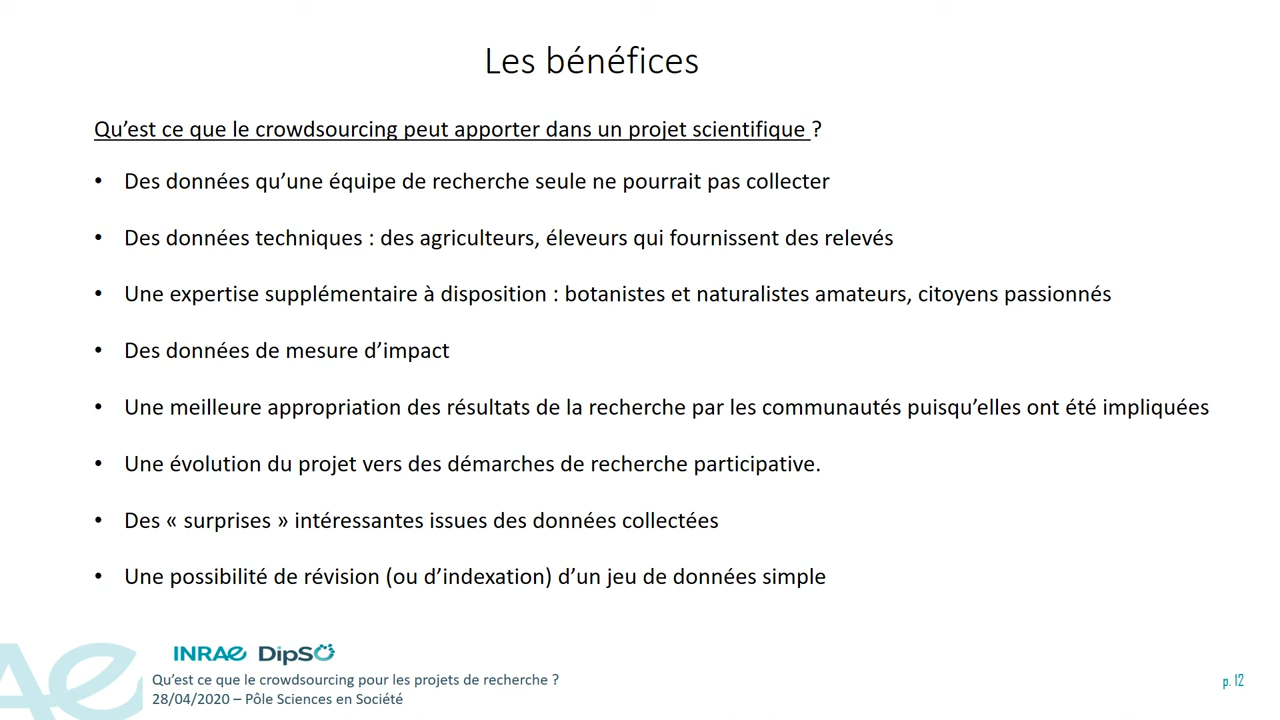 Les bénéfices
Qu’est ce que le crowdsourcing peut apporter dans un projet scientifique ?
• Des données qu’une équipe de recherche seule ne pourrait pas collecter
• Des données techniques : des agriculteurs, éleveurs qui fournissent des relevés
• Une expertise supplémentaire à disposition : botanistes et naturalistes amateurs, citoyens passionnés
• Des données de mesure d’impact
• Une meilleure appropriation des résultats de la recherche par les communautés puisqu’elles ont été impliquées
• Une évolution du projet vers des démarches de recherche participative.
• Des « surprises » intéressantes issues des données collectées
• Une possibilité de révision (ou d’indexation) d’un jeu de données simple
INRAE DipSO
Qu’est ce que le crowdsourcing pour les projets de recherche ?
28/04/2020 – Pôle Sciences en Société
p. 12